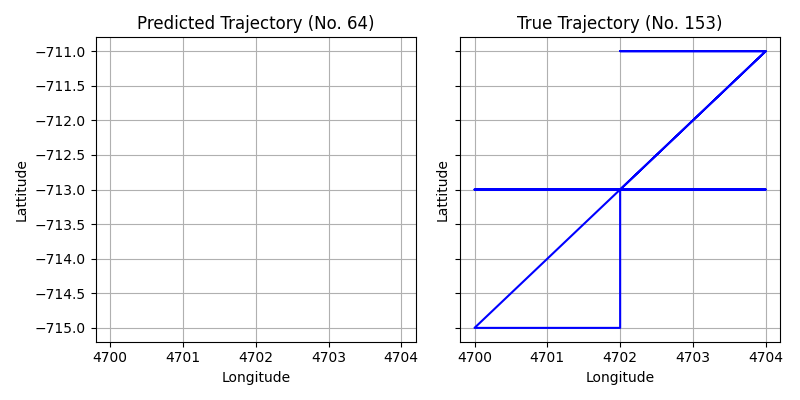 Predicted Trajectory (No. 64)
True Trajectory (No. 153)
−711.0
−711.5
−712.0
−712.5
−713.0
−713.5
−714.0
−714.5
−715.0
Lattitude
Lattitude
4700 4701 4702 4703 4704
4700 4701 4702 4703 4704
Longitude
Longitude